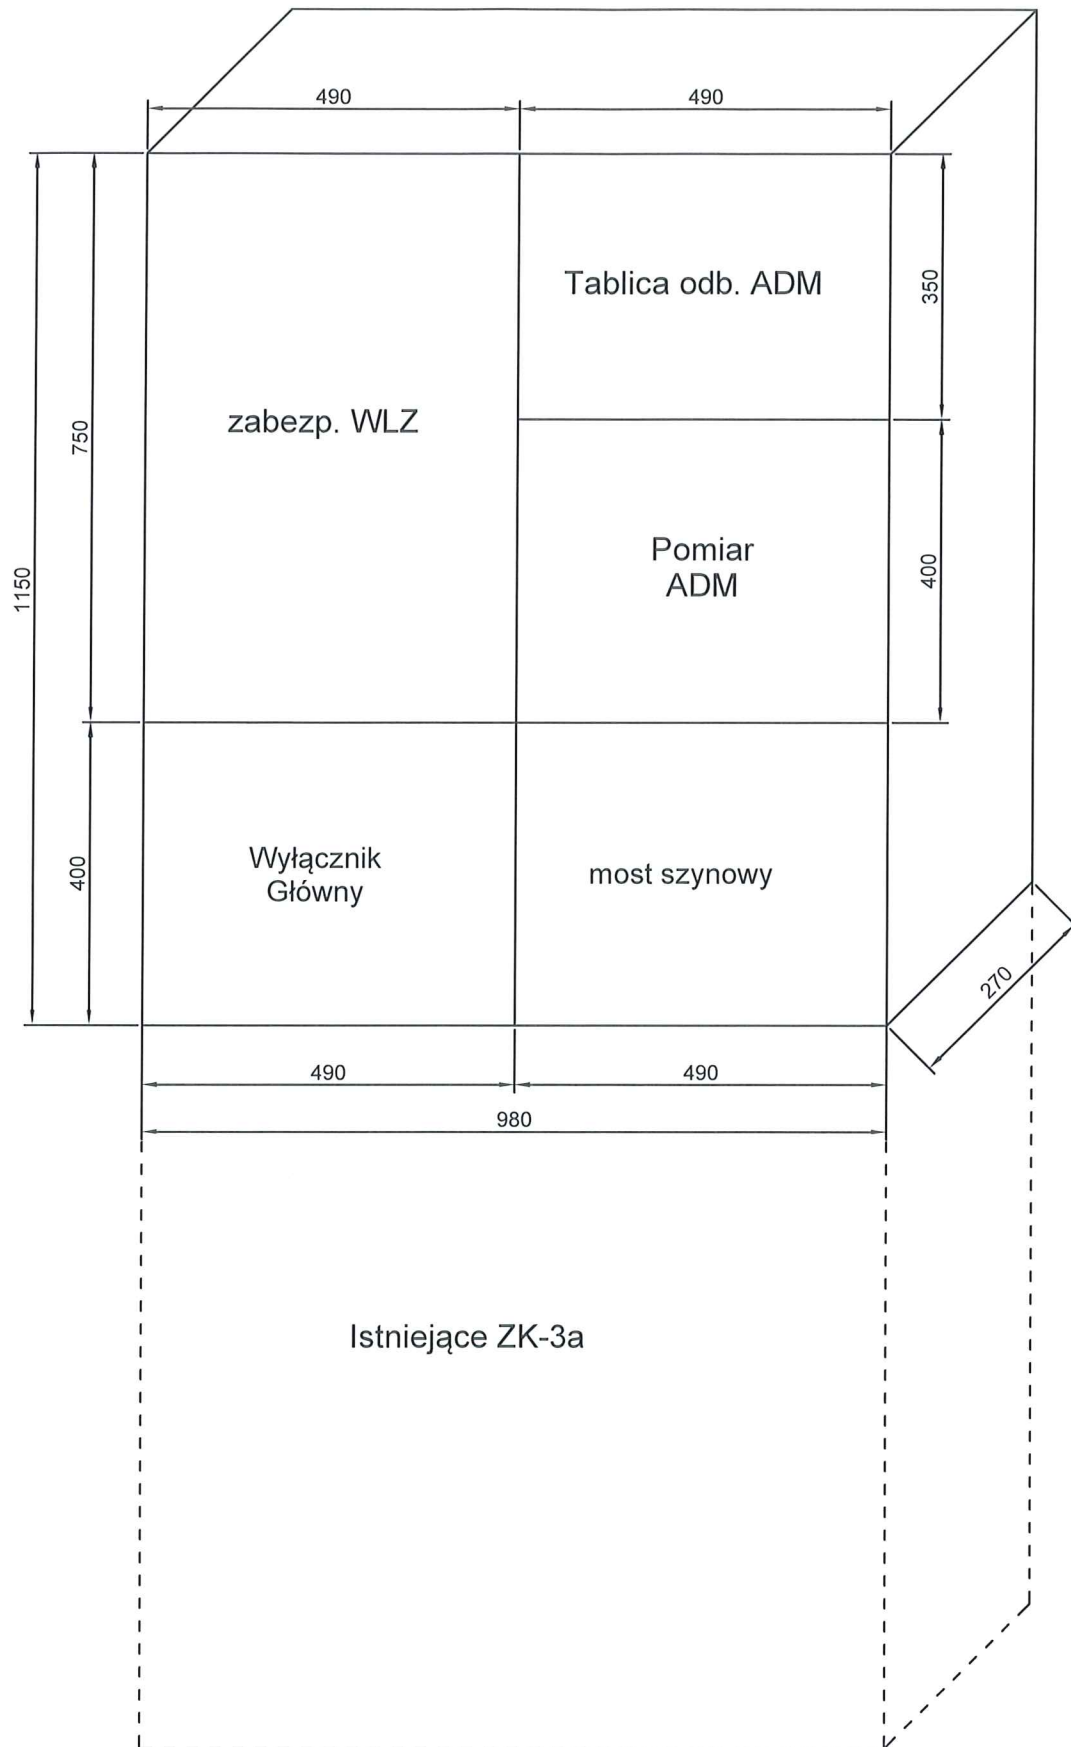 490
490
Tablica odb. ADM
350
zabezp. WLZ
750
Pomiar
ADM
400
1150
Wyłącznik
Główny
most szynowy
400
270
490
490
980
Istniejące ZK-3a